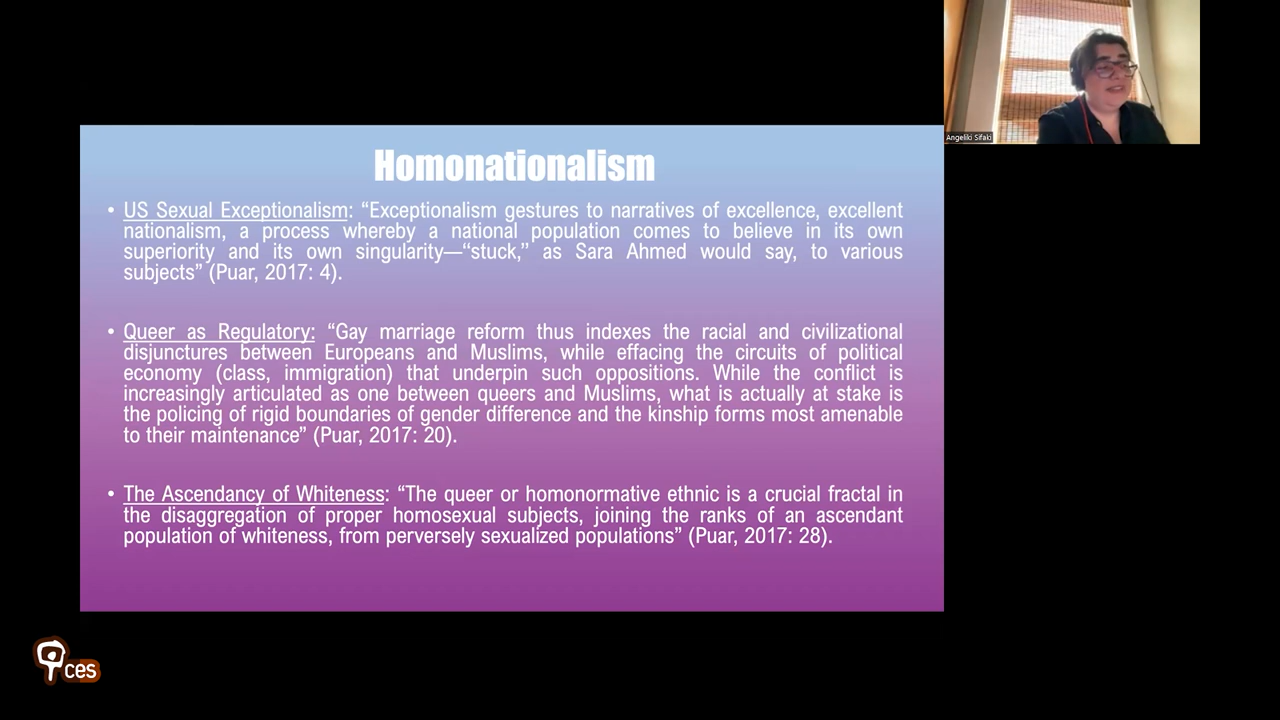 Homonationalism
• US Sexual Exceptionalism: “Exceptionalism gestures to narratives of excellence, excellent
nationalism, a process whereby a national population comes to believe in its own
superiority and its own singularity—“stuck,” as Sara Ahmed would say, to various
subjects” (Puar, 2017: 4).
• Queer as Regulatory: “Gay marriage reform thus indexes the racial and civilizational
disjunctures between Europeans and Muslims, while effacing the circuits of political
economy (class, immigration) that underpin such oppositions. While the conflict is
increasingly articulated as one between queers and Muslims, what is actually at stake is
the policing of rigid boundaries of gender difference and the kinship forms most amenable
to their maintenance” (Puar, 2017: 20).
• The Ascendancy of Whiteness: “The queer or homonormative ethnic is a crucial fractal in
the disaggregation of proper homosexual subjects, joining the ranks of an ascendant
population of whiteness, from perversely sexualized populations” (Puar, 2017: 28).
Angeliki Sifaki
ces